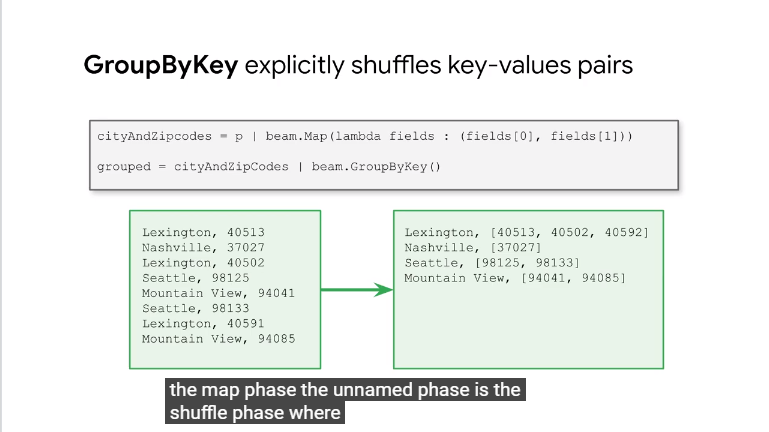 GroupByKey explicitly shuffles key-values pairs
cityAndZipcodes = p | beam.Map(lambda fields : (fields[0], fields[1]))
grouped = cityAndZipCodes | beam.GroupByKey()
Lexington, 40513
Nashville, 37027
Lexington, 40502
Seattle, 98125
Mountain View, 94041
Seattle, 98133
Lexington, 40591
Mountain View, 94085
Lexington, [40513, 40502, 40592]
Nashville, [37027]
Seattle, [98125, 98133]
Mountain View, [94041, 94085]
the map phase the unnamed phase is the
shuffle phase where